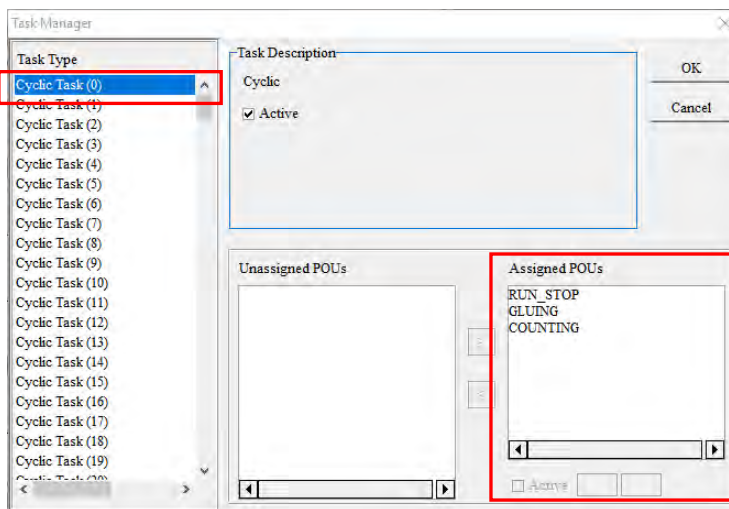 Task Manager
Task Type
Cyclic Task (0)
Cyclic Task (1)
Cyclic Task (2)
Cyclic Task (3)
Cyclic Task (4)
Cyclic Task (5)
Cyclic Task (6)
Cyclic Task (7)
Cyclic Task (8)
Cyclic Task (9)
Cyclic Task (10)
Cyclic Task (11)
Cyclic Task (12)
Cyclic Task (13)
Cyclic Task (14)
Cyclic Task (15)
Cyclic Task (16)
Cyclic Task (17)
Cyclic Task (18)
Cyclic Task (19)
Cyclic Task (20)
Task Description
Cyclic
Active
OK
Cancel
Unassigned POUs
Assigned POUs
RUN_STOP
GLUING
COUNTING
Active